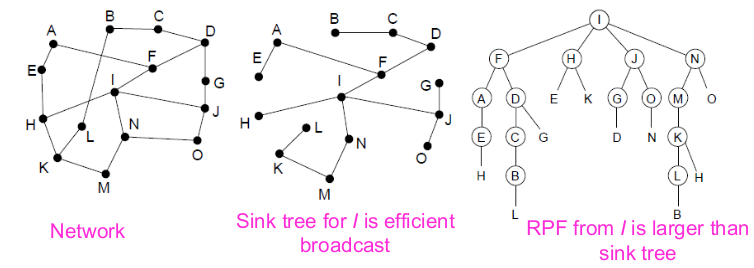 B C
A D
F
E I G
H L N J
K O
M
B C
A D
E F
I G
H L J
K N O
M
I
F H J N
A D E K G O M O
E C G D N K
H B L H
L B
Network
Sink tree for I is efficient
broadcast
RPF from I is larger than
sink tree